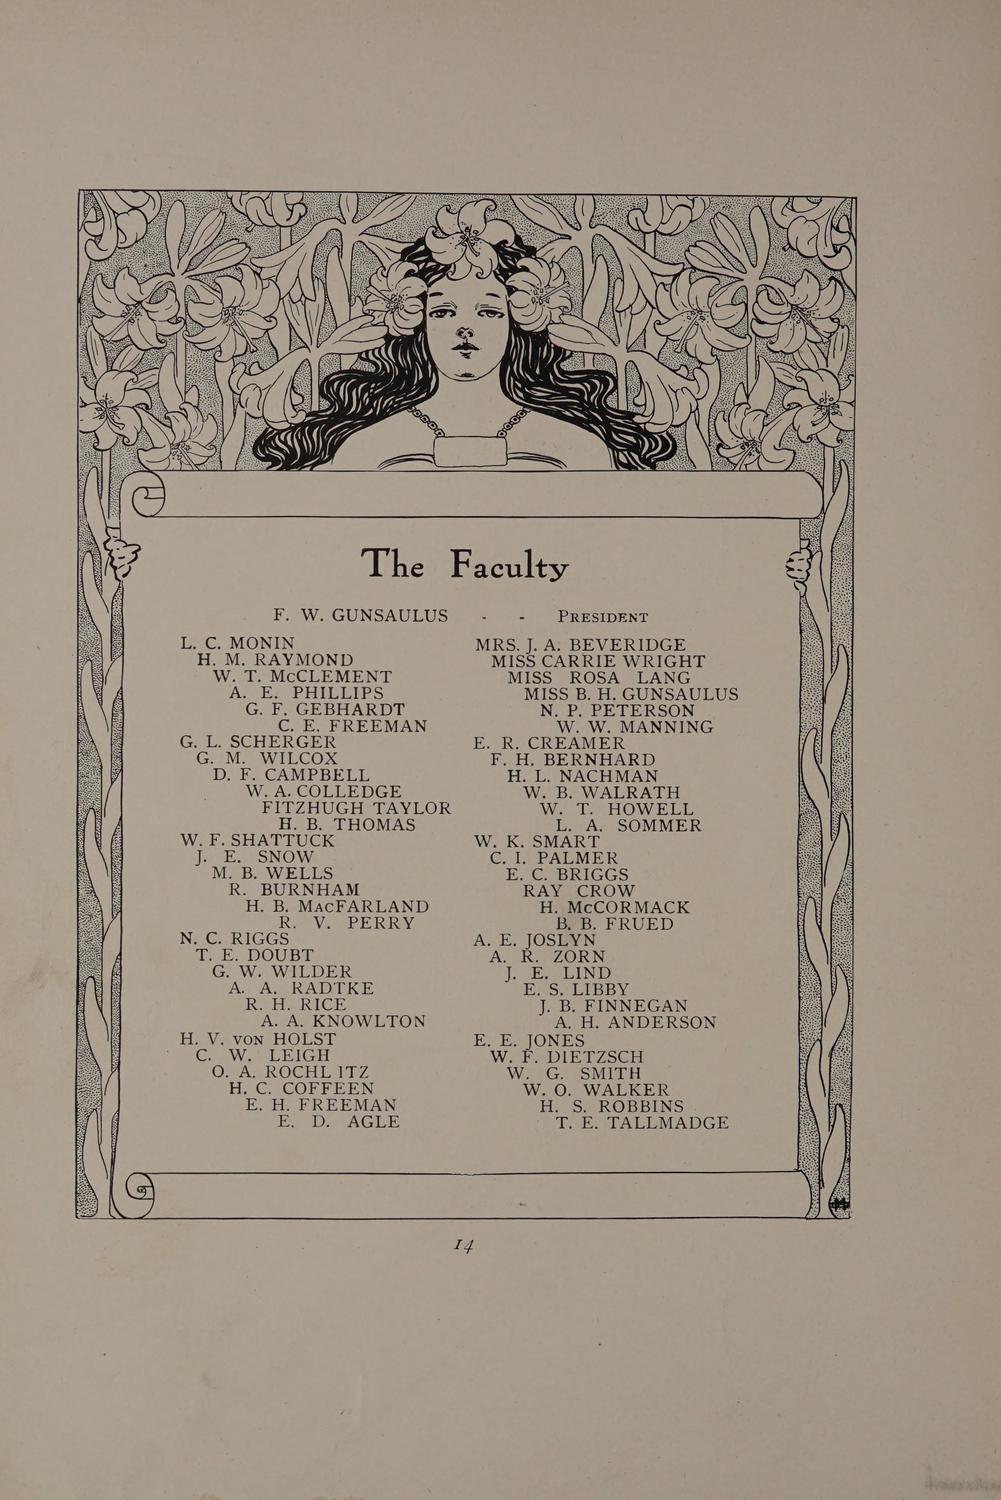 The Faculty
F. W. GUNSAULUS - - PRESIDENT
L. C. MONIN
H. M. RAYMOND
W. T. McCLEMENT
A. E. PHILLIPS
G. F. GEBHARDT
C. E. FREEMAN
G. L. SCHERGER
G. M. WILCOX
D. F. CAMPBELL
W. A. COLLEDGE
FITZHUGH TAYLOR
H. B. THOMAS
W. F. SHATTUCK
J. E. SNOW
M. B. WELLS
R. BURNHAM
H. B. MacFARLAND
R. V. PERRY
N. C. RIGGS
T. E. DOUBT
G. W. WILDER
A. A. RADTKE
R. H. RICE
A. A. KNOWLTON
H. V. von HOLST
C. W. LEIGH
O. A. ROCHL ITZ
H. C. COFFEEN
E. H. FREEMAN
E. D. AGLE
MRS. J. A. BEVERIDGE
MISS CARRIE WRIGHT
MISS ROSA LANG
MISS B. H. GUNSAULUS
N. P. PETERSON
W. W. MANNING
E. R. CREAMER
F. H. BERNHARD
H. L. NACHMAN
W. B. WALRATH
W. T. HOWELL
L. A. SOMMER
W. K. SMART
C. I. PALMER
E. C. BRIGGS
RAY CROW
H. McCORMACK
B. B. FRUED
A. E. JOSLYN
A. R. ZORN
J. E. LIND
E. S. LIBBY
J. B. FINNEGAN
A. H. ANDERSON
E. E. JONES
W. F. DIETZSCH
W. G. SMITH
W. O. WALKER
H. S. ROBBINS
T. E. TALLMADGE
14